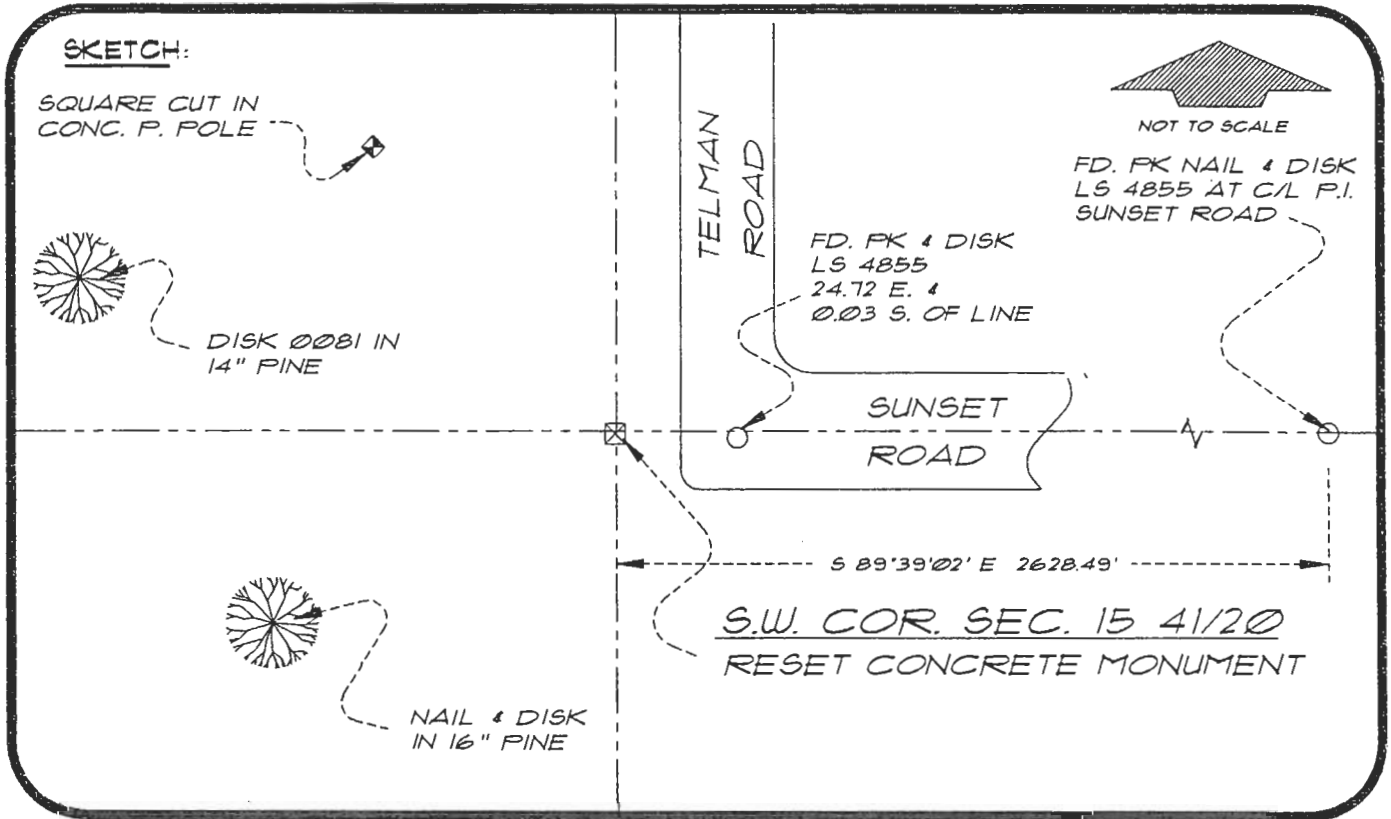 SKETCH:
SQUARE CUT IN
CONC. P. POLE
DISK 0081 IN
14" PINE
NAIL & DISK
IN 16" PINE
TELMAN
ROAD
FD. PK & DISK
LS 4855
24.72 E. &
0.03 S. OF LINE
NOT TO SCALE
FD. PK NAIL & DISK
LS 4855 AT C/L P.I.
SUNSET ROAD
SUNSET
ROAD
S 89°39'02' E 2628.49'
S.W. COR. SEC. 15 41/20
RESET CONCRETE MONUMENT